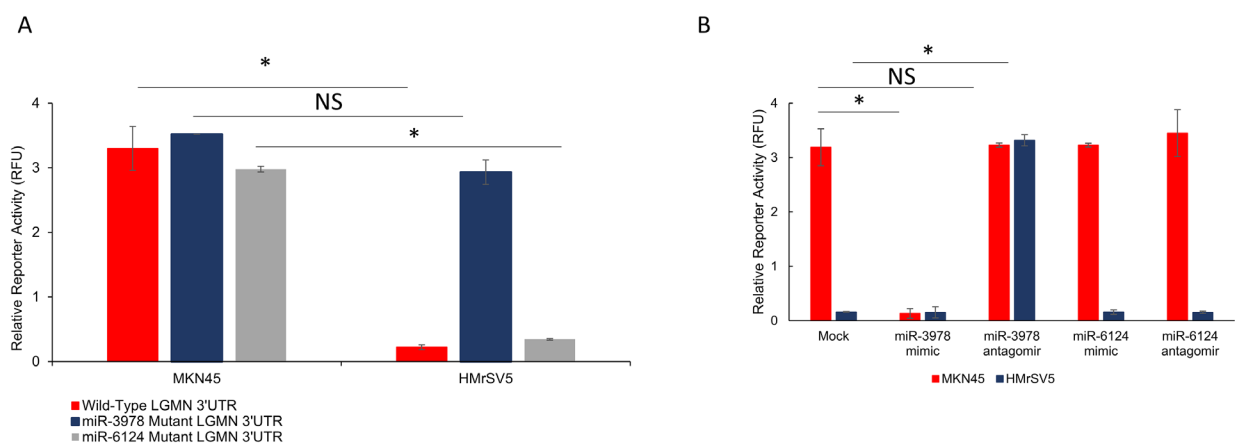 A
*
NS
*
Relative Reporter Activity (RFU)
4
3
2
1
0
MKN45
HMrSV5
Wild-Type LGMN 3'UTR
miR-3978 Mutant LGMN 3'UTR
miR-6124 Mutant LGMN 3'UTR
B
*
NS
*
Relative Reporter Activity (RFU)
4
3
2
1
0
Mock
miR-3978
mimic
miR-3978
antagomir
miR-6124
mimic
miR-6124
antagomir
MKN45
HMrSV5